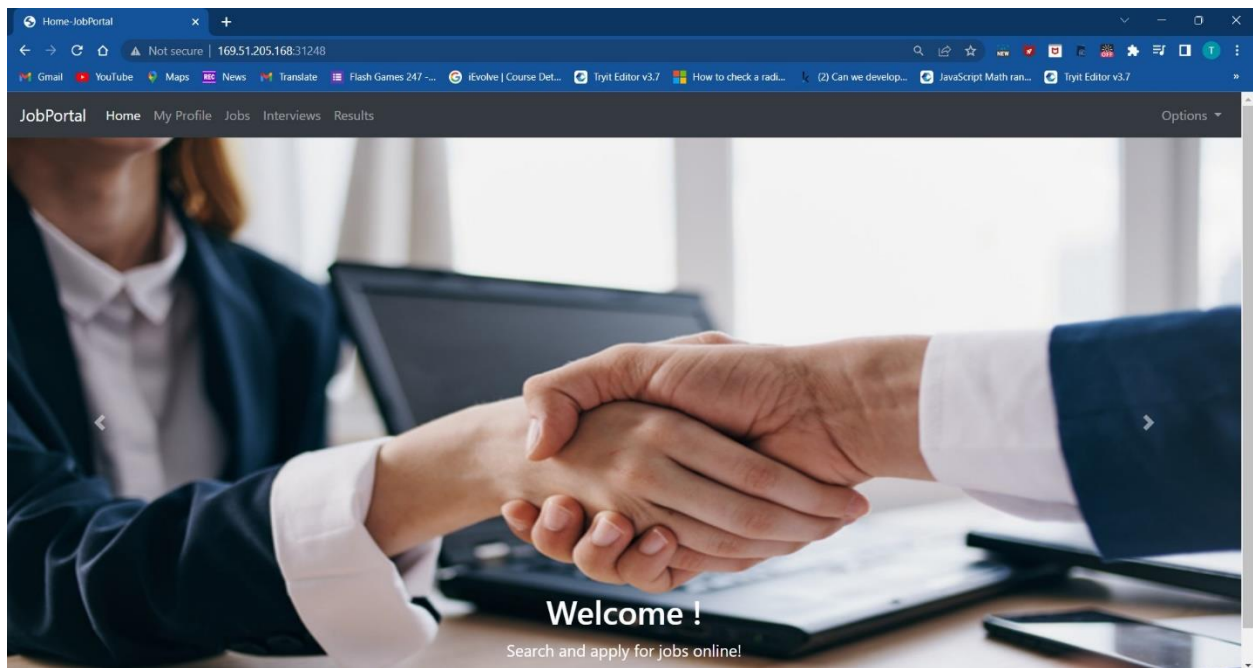 Home-JobPortal
Not secure | 169.51.205.168:31248
Gmail YouTube Maps REC News Translate Flash Games 247 -... iEvolve | Course Det... Tryit Editor v3.7 How to check a radi... (2) Can we develop... JavaScript Math ran... Tryit Editor v3.7 »
JobPortal Home My Profile Jobs Interviews Results Options
Welcome !
Search and apply for jobs online!